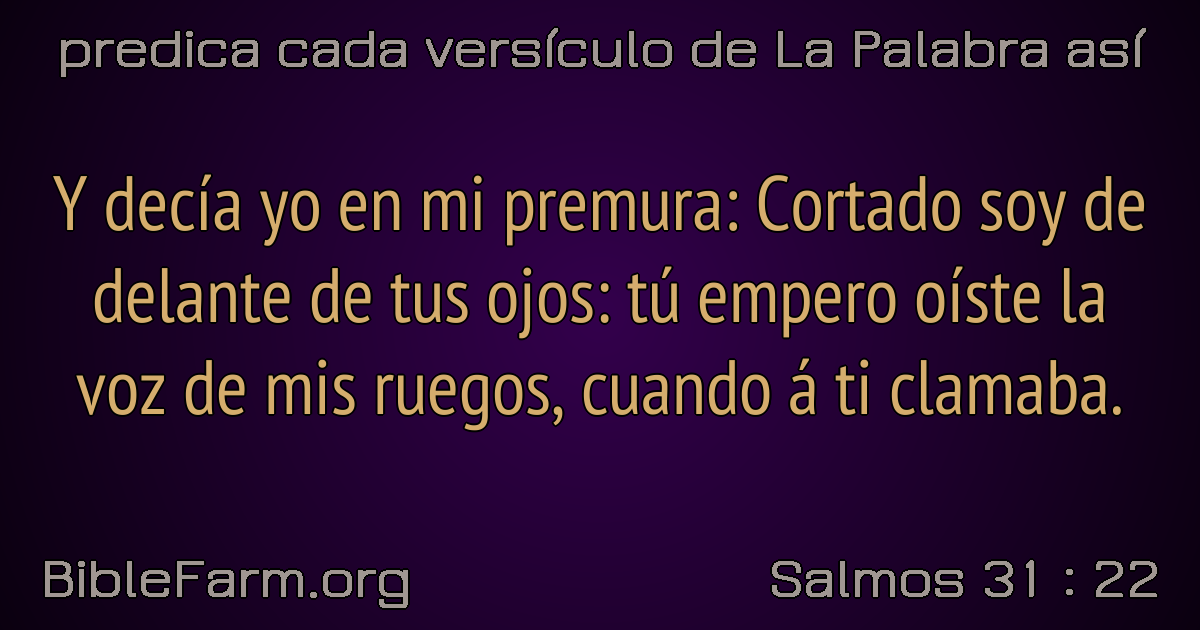 predica cada versículo de La Palabra así
Y decía yo en mi premura: Cortado soy de
delante de tus ojos: tú empero oíste la
voz de mis ruegos, cuando á ti clamaba.
BibleFarm.org
Salmos 31 : 22